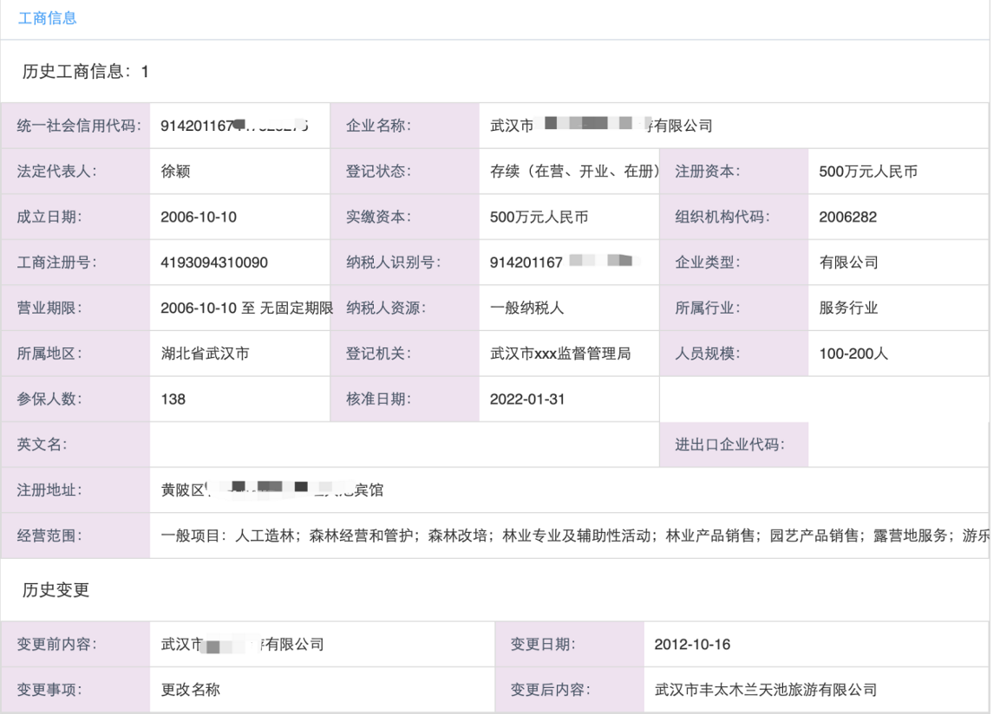 工商信息
历史工商信息：1
统一社会信用代码： 914201167 企业名称： 武汉市 有限公司
法定代表人： 徐颖 登记状态： 存续（在营、开业、在册） 注册资本： 500万元人民币
成立日期： 2006-10-10 实缴资本： 500万元人民币 组织机构代码： 2006282
工商注册号： 4193094310090 纳税人识别号： 914201167 企业类型： 有限公司
营业期限： 2006-10-10 至 无固定期限 纳税人资源： 一般纳税人 所属行业： 服务行业
所属地区： 湖北省武汉市 登记机关： 武汉市xxx监督管理局 人员规模： 100-200人
参保人数： 138 核准日期： 2022-01-31
英文名： 进出口企业代码：
注册地址： 黄陂区 宾馆
经营范围： 一般项目：人工造林；森林经营和管护；森林改培；林业专业及辅助性活动；林业产品销售；园艺产品销售；露营地服务；游乐
历史变更
变更前内容： 武汉市 有限公司 变更日期： 2012-10-16
变更事项： 更改名称 变更后内容： 武汉市丰太木兰天池旅游有限公司